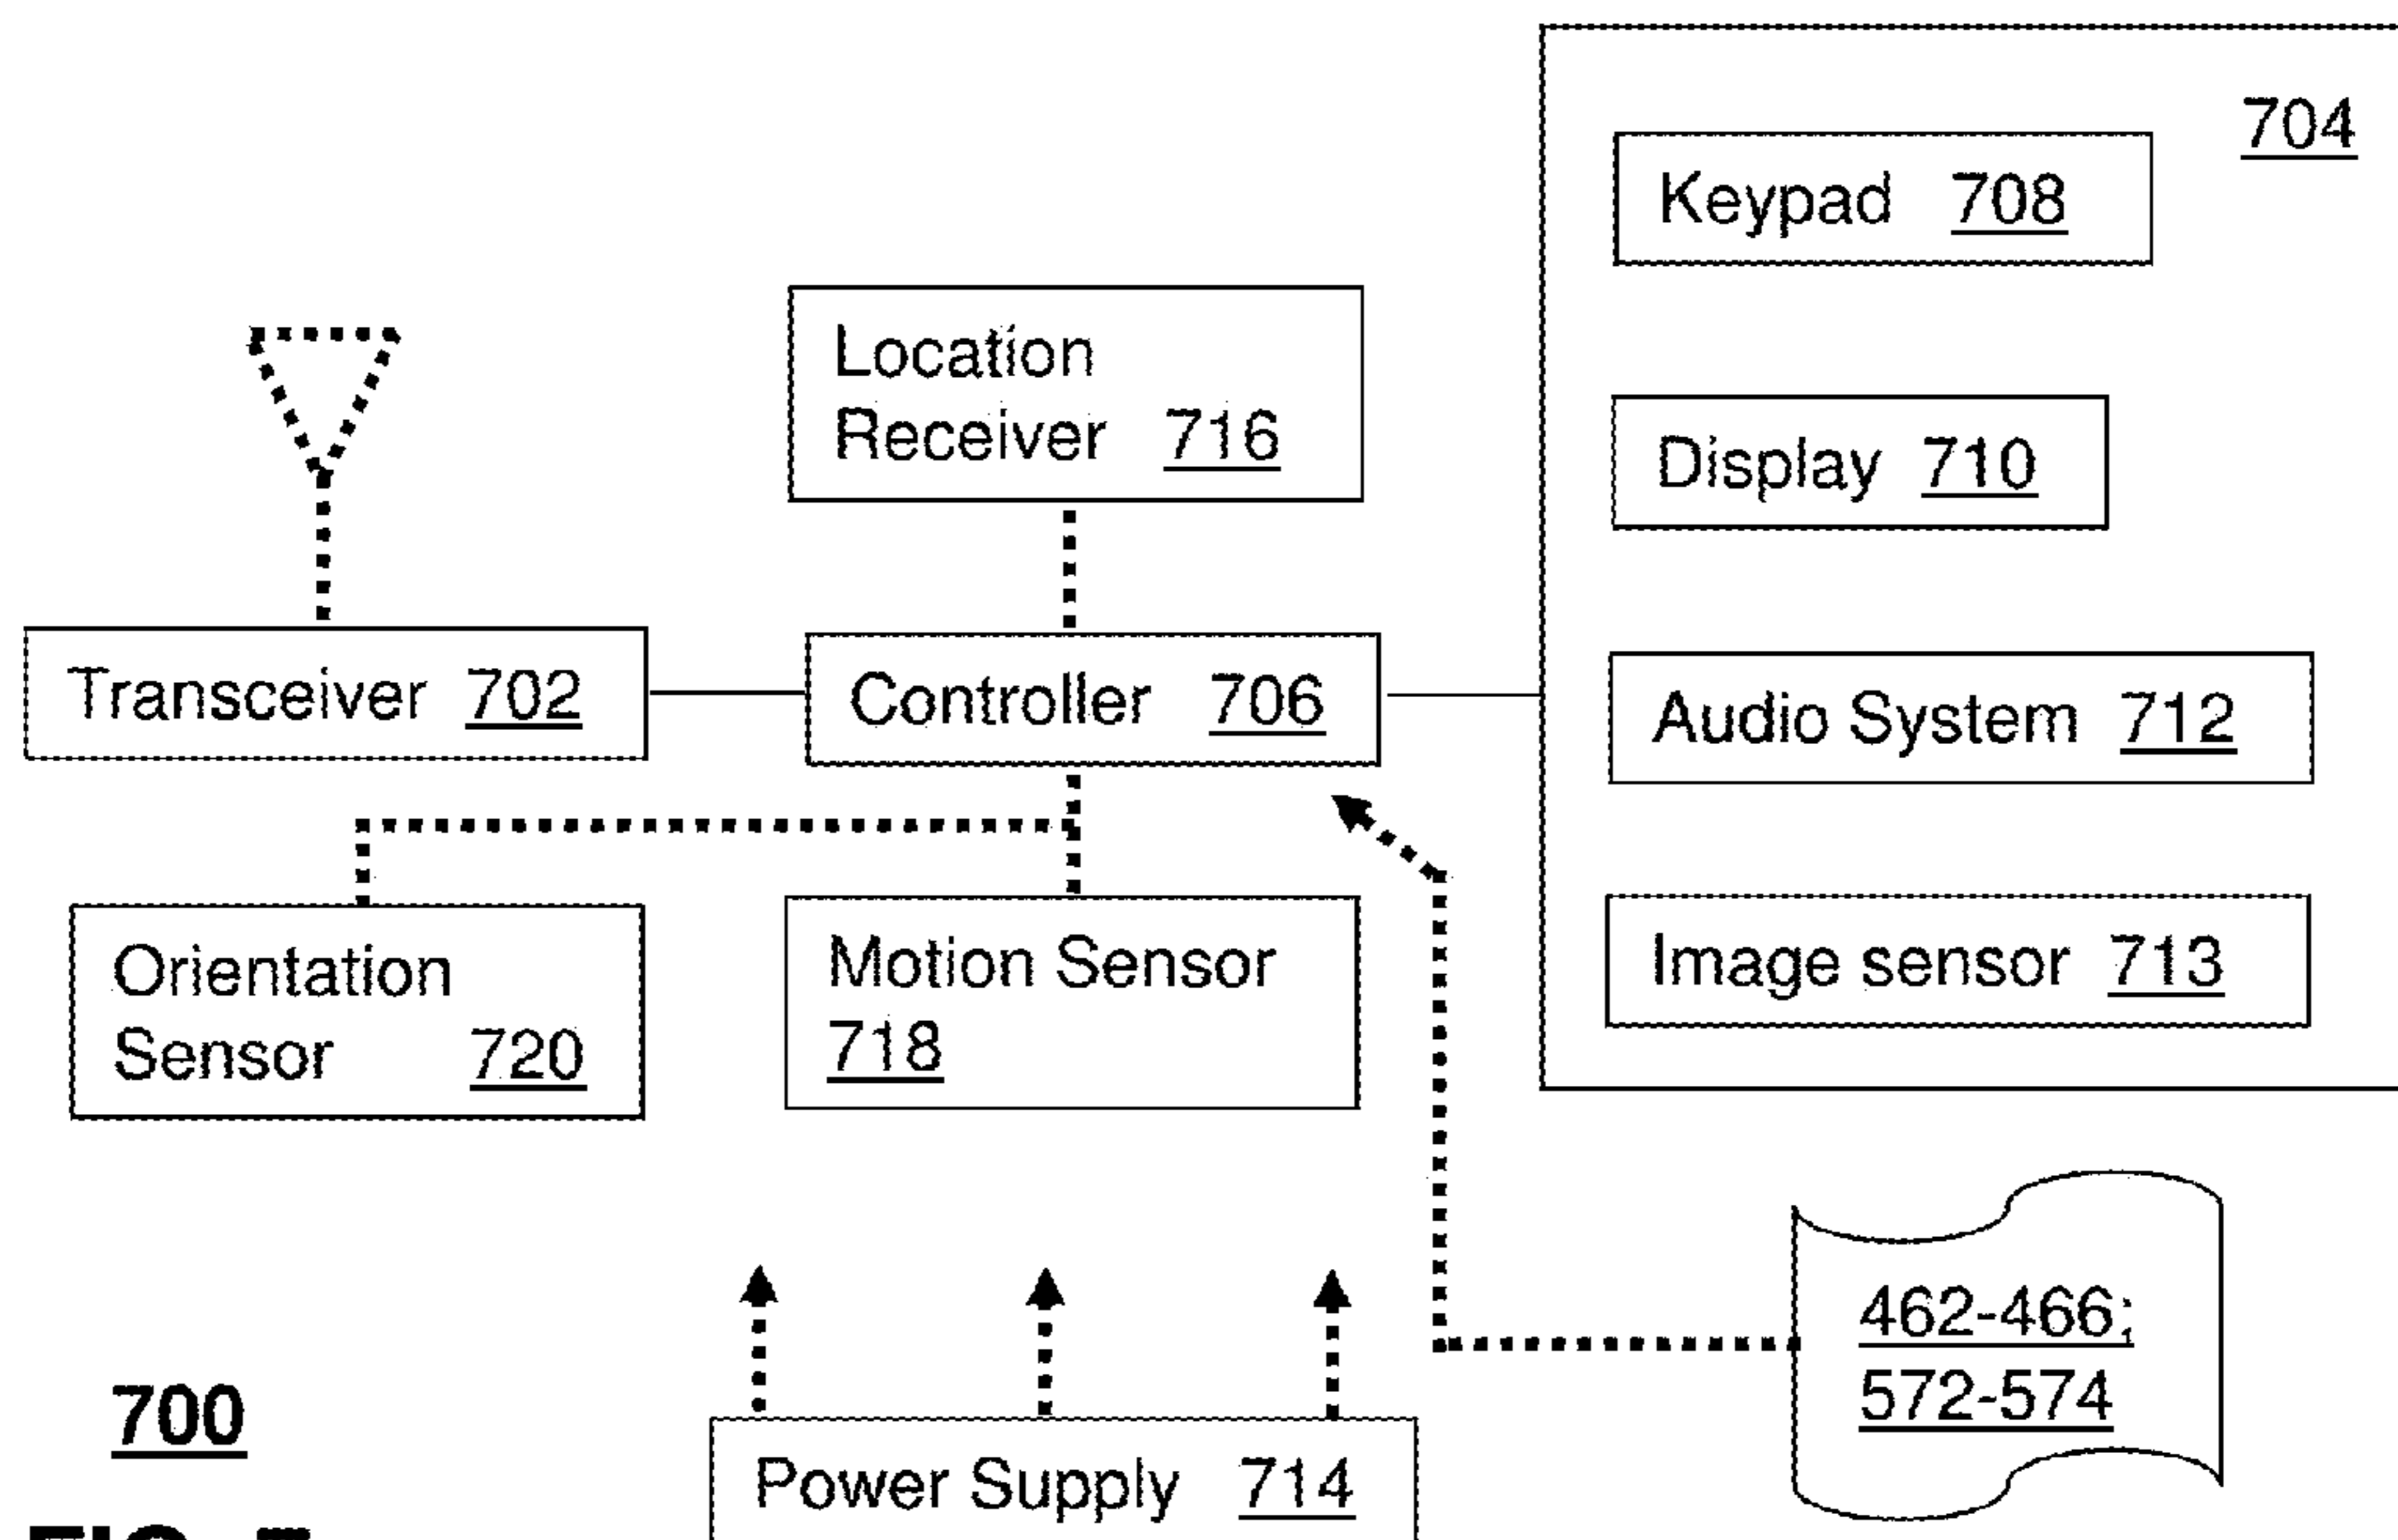 704
Keypad 708
Location
Receiver 716
Display 710
Transceiver 702
Controller 706
Audio System 712
Orientation
Sensor 720
Motion Sensor
718
Image sensor 713
462-466;
572-574
700
Power Supply 714